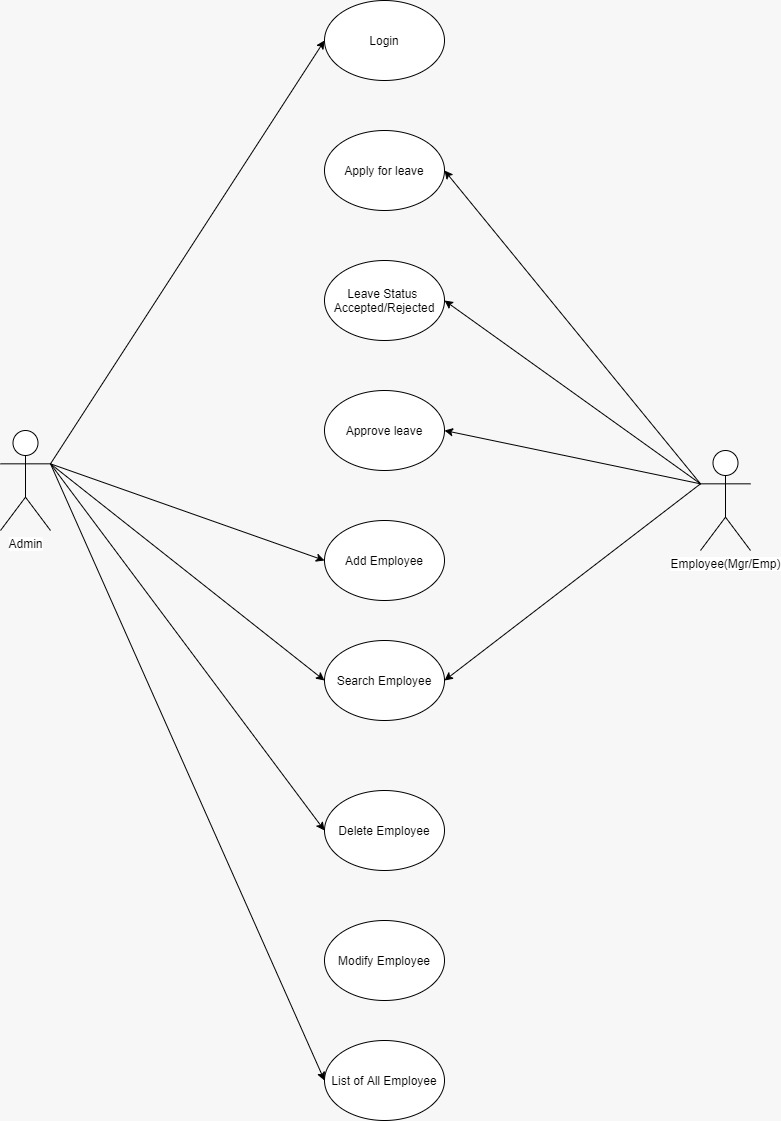 Login
Apply for leave
Leave Status
Accepted/Rejected
Approve leave
Admin
Add Employee
Employee(Mgr/Emp)
Search Employee
Delete Employee
Modify Employee
List of All Employee